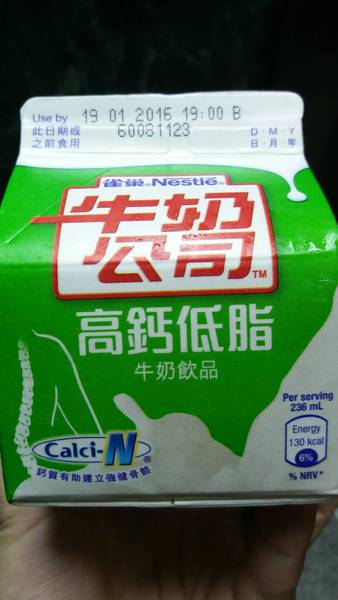 Use by 19 01 2016 19:00 B
此日期或 60081123 D · M · Y
之前食用 日 · 月 · 年
雀巢®Nestlé®
牛奶公司™
高鈣低脂
牛奶飲品
Per serving
236 mL
Energy
130 kcal
6%
% NRV*
Calci-N®
鈣質有助建立強健骨骼